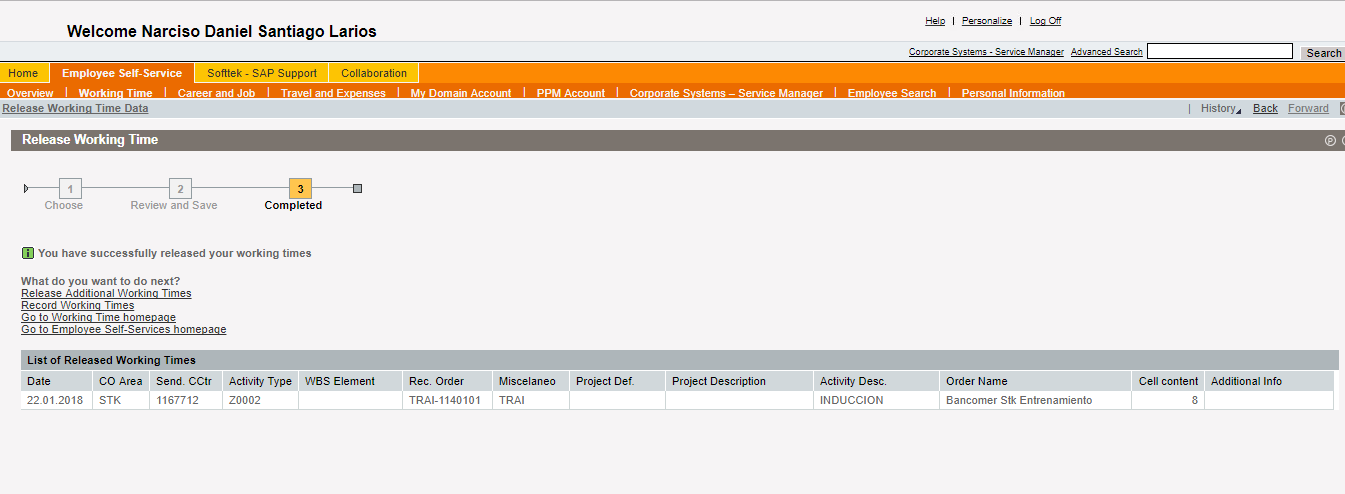 Help | Personalize | Log Off
Welcome Narciso Daniel Santiago Larios
Corporate Systems - Service Manager Advanced Search Search
Home Employee Self-Service Softtek - SAP Support Collaboration
Overview | Working Time | Career and Job | Travel and Expenses | My Domain Account | PPM Account | Corporate Systems – Service Manager | Employee Search | Personal Information
Release Working Time Data | History Back Forward
Release Working Time
1 2 3
Choose Review and Save Completed
You have successfully released your working times
What do you want to do next?
Release Additional Working Times
Record Working Times
Go to Working Time homepage
Go to Employee Self-Services homepage
List of Released Working Times
Date CO Area Send. CCtr Activity Type WBS Element Rec. Order Miscelaneo Project Def. Project Description Activity Desc. Order Name Cell content Additional Info
22.01.2018 STK 1167712 Z0002 TRAI-1140101 TRAI INDUCCION Bancomer Stk Entrenamiento 8